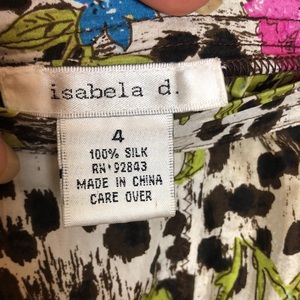 isabela d.
4
100% SILK
RN•92843
MADE IN CHINA
CARE OVER